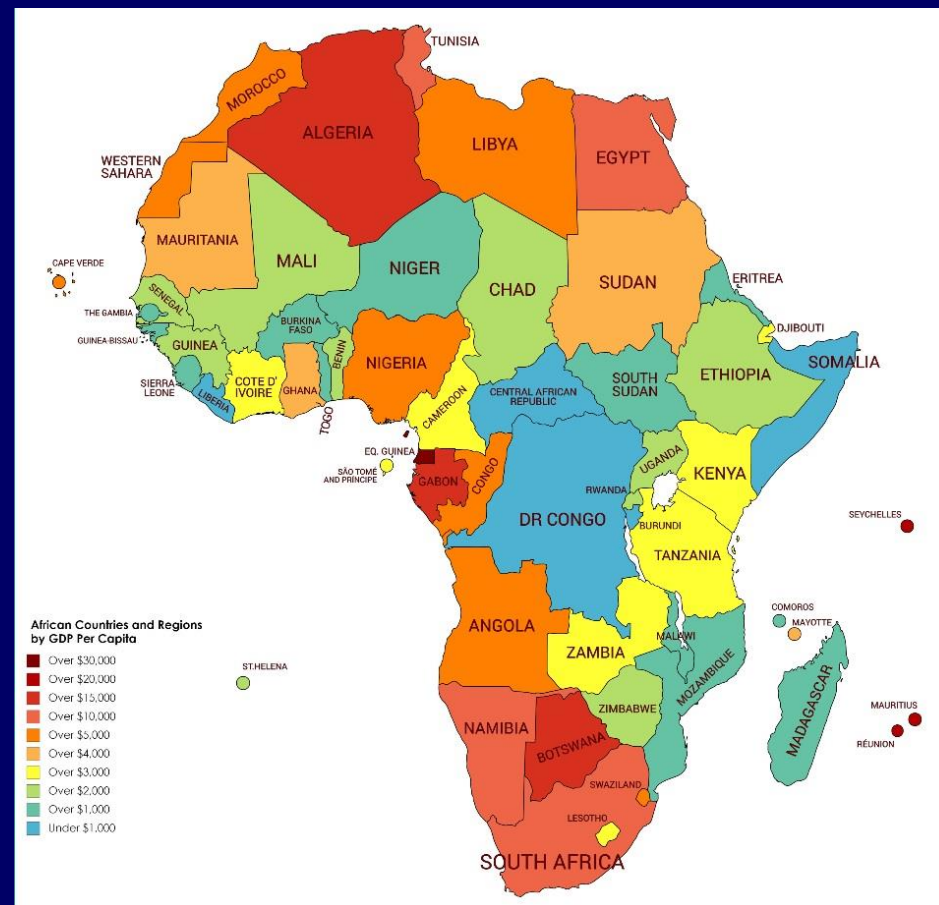 TUNISIA
MOROCCO
ALGERIA
LIBYA
EGYPT
WESTERN
SAHARA
MAURITANIA
MALI
NIGER
CHAD
SUDAN
ERITREA
CAPE VERDE
SENEGAL
THE GAMBIA
GUINEA-BISSAU
GUINEA
BURKINA
FASO
BENIN
NIGERIA
DJIBOUTI
SOMALIA
SIERRA
LEONE
LIBERIA
COTE D'
IVOIRE
GHANA
TOGO
CAMEROON
CENTRAL AFRICAN
REPUBLIC
SOUTH
SUDAN
ETHIOPIA
EQ. GUINEA
SÃO TOMÉ
AND PRINCIPE
GABON
CONGO
DR CONGO
UGANDA
KENYA
RWANDA
BURUNDI
TANZANIA
SEYCHELLES
ANGOLA
ZAMBIA
MALAWI
MOZAMBIQUE
COMOROS
MAYOTTE
MADAGASCAR
MAURITIUS
RÉUNION
ST.HELENA
NAMIBIA
BOTSWANA
ZIMBABWE
SWAZILAND
LESOTHO
SOUTH AFRICA
African Countries and Regions
by GDP Per Capita
Over $30,000
Over $20,000
Over $15,000
Over $10,000
Over $5,000
Over $4,000
Over $3,000
Over $2,000
Over $1,000
Under $1,000